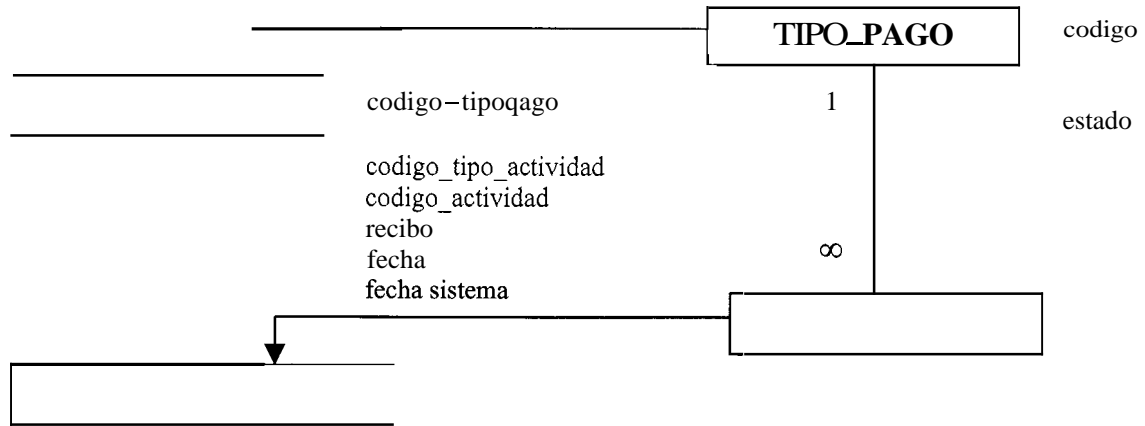 TIPO_PAGO
codigo
codigo-tipoqago
1
estado
codigo_tipo_actividad
codigo_actividad
recibo
fecha
∞
fecha sistema